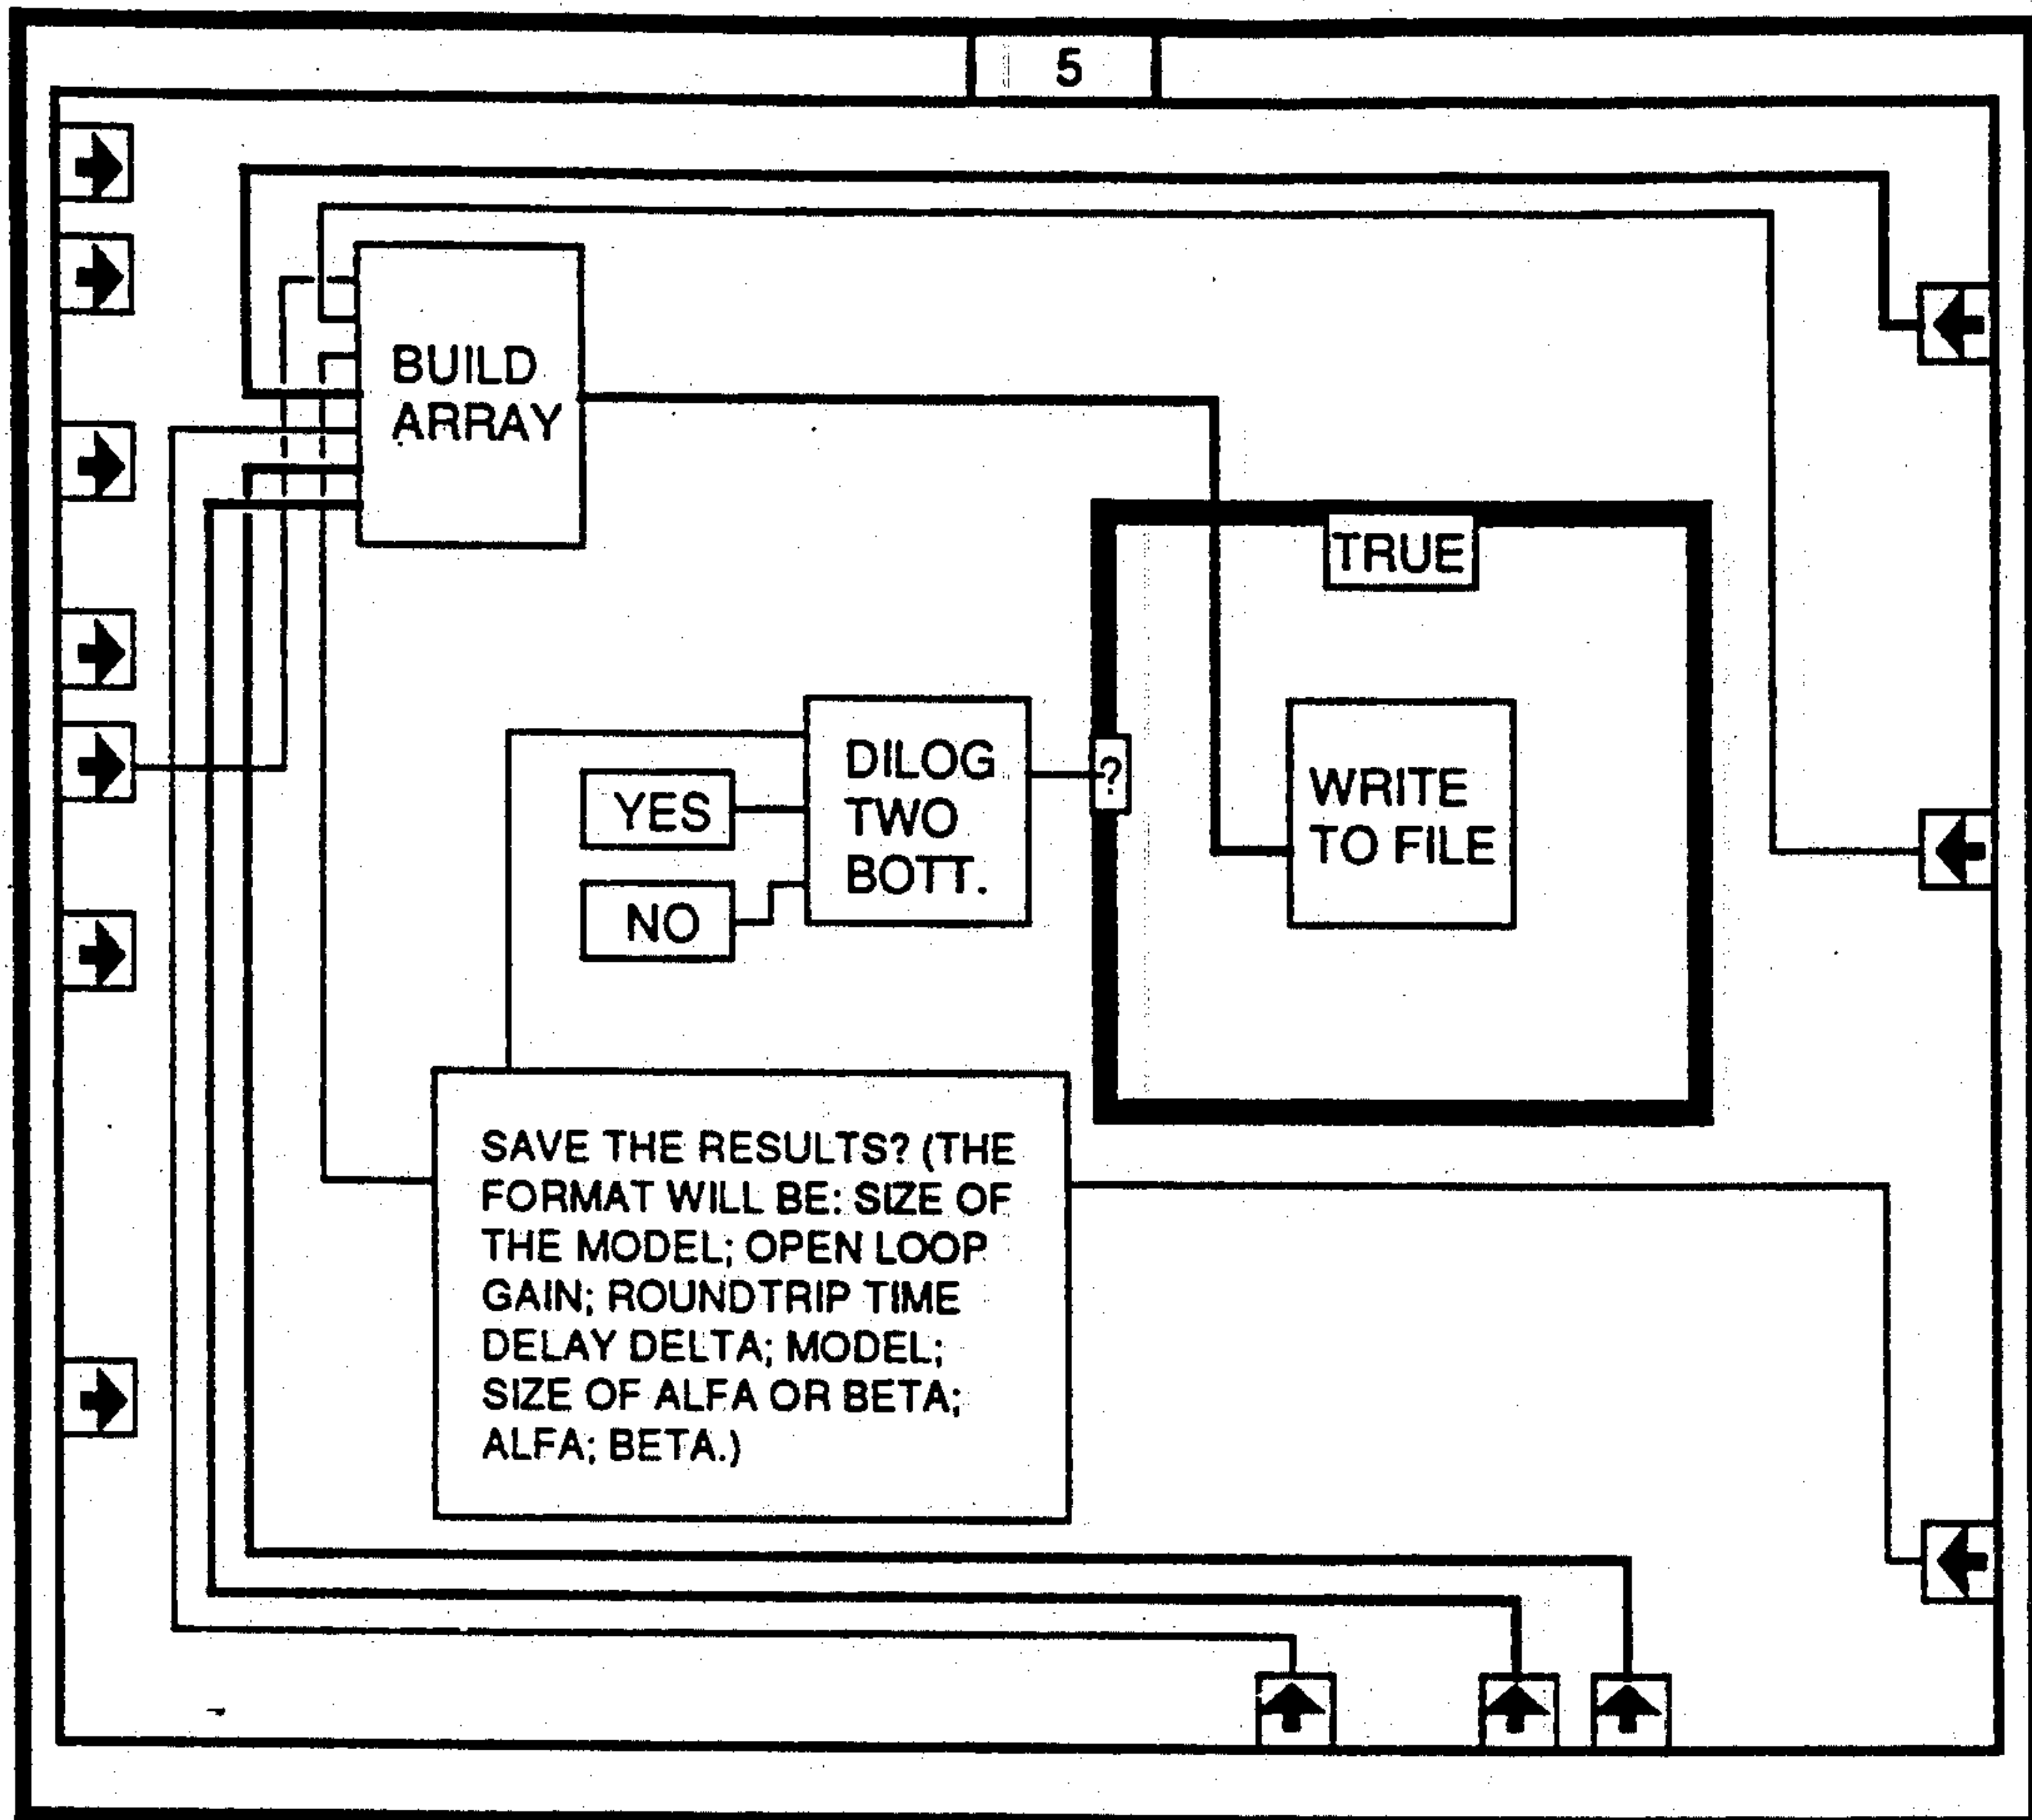 5
BUILD
ARRAY
TRUE
DILOG
TWO
BOTT.
?
YES
NO
WRITE
TO FILE
SAVE THE RESULTS? (THE
FORMAT WILL BE: SIZE OF
THE MODEL; OPEN LOOP
GAIN; ROUNDTRIP TIME
DELAY DELTA; MODEL;
SIZE OF ALFA OR BETA;
ALFA; BETA.)